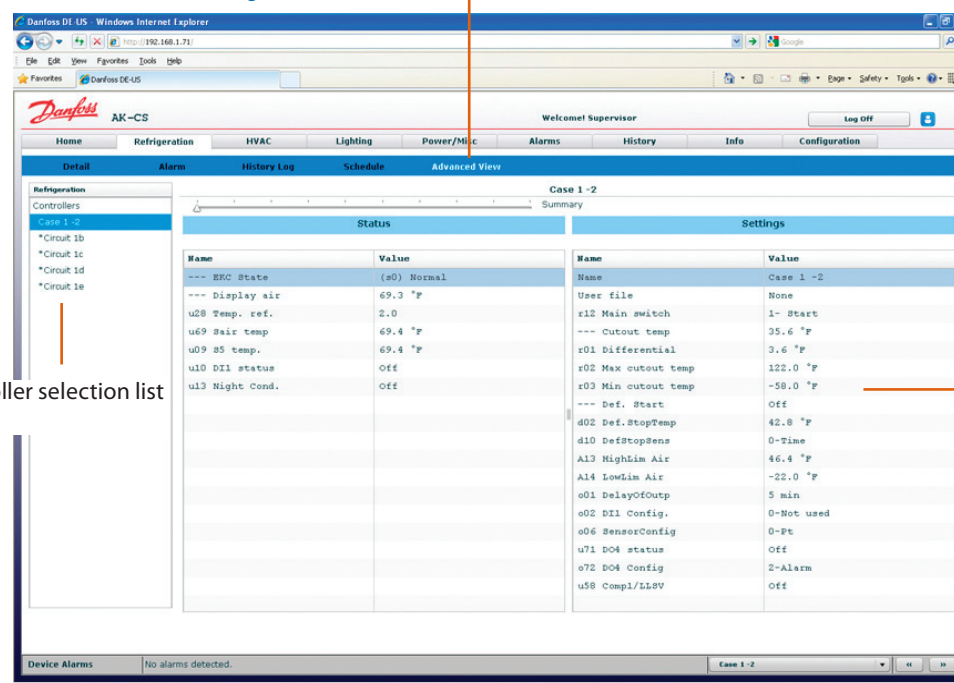 Danfoss DE-US - Windows Internet Explorer
http://192.168.1.71/
Google
File Edit View Favorites Tools Help
Favorites Danfoss DE-US
Page Safety Tools
Danfoss AK-CS Welcome! Supervisor Log Off
Home Refrigeration HVAC Lighting Power/Misc Alarms History Info Configuration
Detail Alarm History Log Schedule Advanced View
Refrigeration
Controllers
Case 1 -2
*Circuit 1b
*Circuit 1c
*Circuit 1d
*Circuit 1e
ller selection list
Case 1 -2
Summary
Status
Name Value
--- EKC State (s0) Normal
--- Display air 69.3 °F
u28 Temp. ref. 2.0
u69 Sair temp 69.4 °F
u09 S5 temp. 69.4 °F
u10 DI1 status Off
u13 Night Cond. Off
Settings
Name Value
Name Case 1 -2
User file None
r12 Main switch 1- Start
--- Cutout temp 35.6 °F
r01 Differential 3.6 °F
r02 Max cutout temp 122.0 °F
r03 Min cutout temp -58.0 °F
--- Def. Start Off
d02 Def.StopTemp 42.8 °F
d10 DefStopSens 0-Time
A13 HighLim Air 46.4 °F
A14 LowLim Air -22.0 °F
o01 DelayOfOutp 5 min
o02 DI1 Config. 0-Not used
o06 SensorConfig 0-Pt
u71 DO4 status Off
o72 DO4 Config 2-Alarm
u58 Comp1/LLSV Off
Device Alarms No alarms detected. Case 1 -2